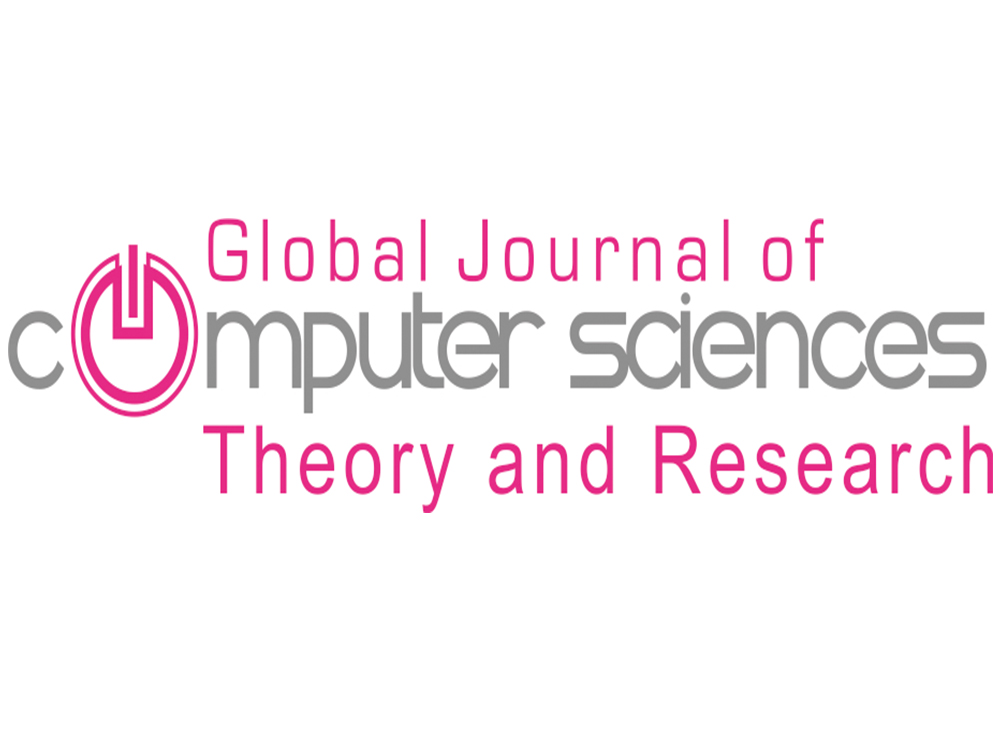 Global Journal of
computer sciences
Theory and Research